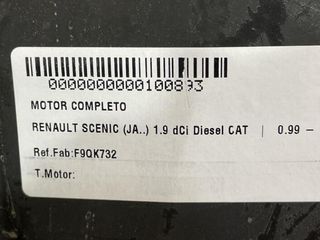 0000000000100893
MOTOR COMPLETO
RENAULT SCENIC (JA..) 1.9 dCi Diesel CAT | 0.99 –
Ref.Fab:F9QK732
T.Motor: